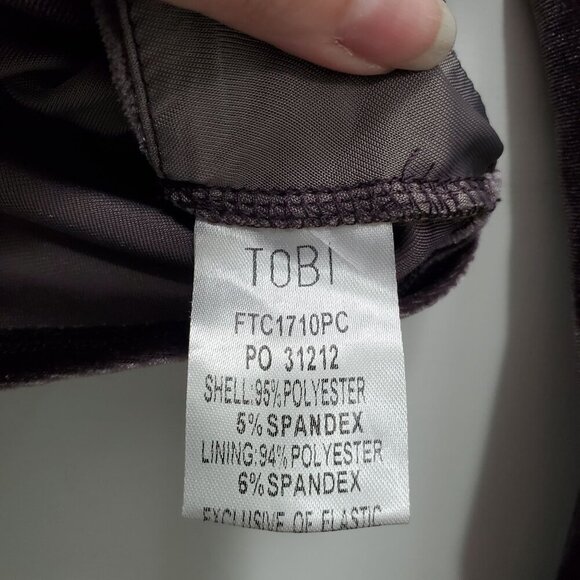 TOBI
FTC1710PC
PO 31212
SHELL:95%POLYESTER
5%SPANDEX
LINING:94%POLYESTER
6%SPANDEX
EXCLUSIVE OF ELASTIC